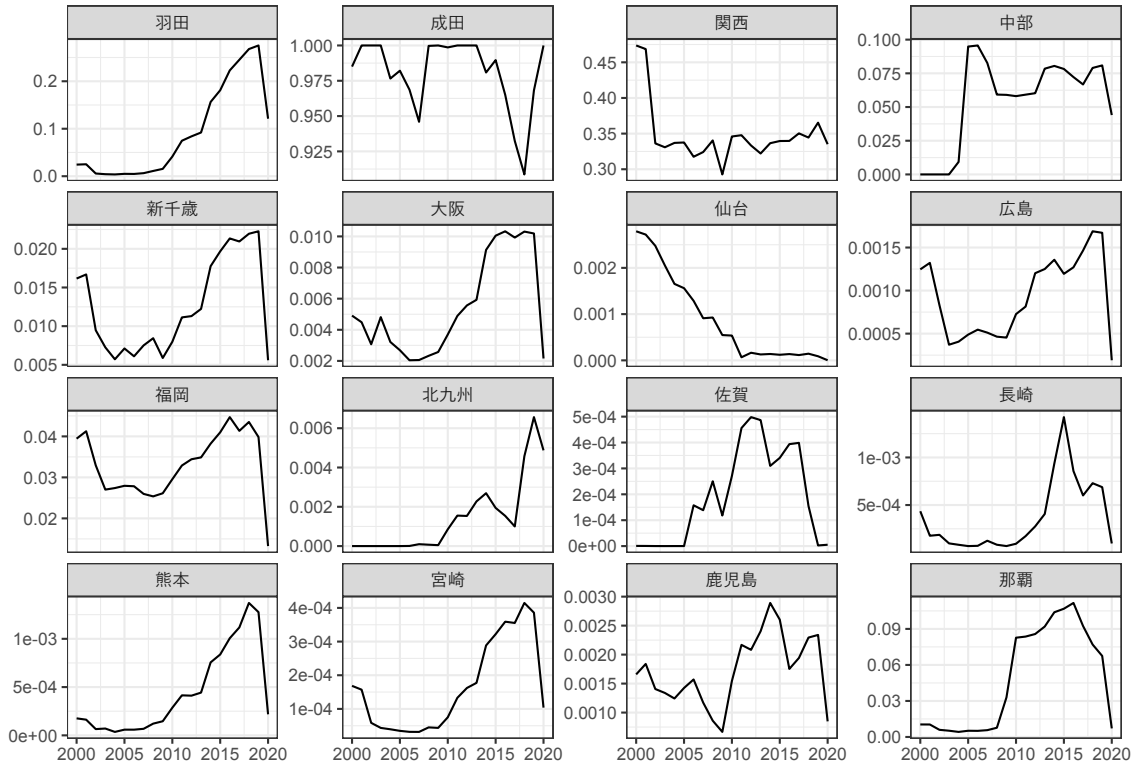 羽田 成田 関西 中部
0.2 1.000 0.45 0.100
0.975 0.40 0.075
0.1 0.950 0.35 0.050
0.925 0.30 0.025
0.0 0.000
新千歳 大阪 仙台 広島
0.020 0.010 0.002 0.0015
0.015 0.008 0.001 0.0010
0.010 0.006 0.000 0.0005
0.005 0.004
0.002
福岡 北九州 佐賀 長崎
0.04 0.006 5e-04 1e-03
0.03 0.004 4e-04 5e-04
0.02 0.002 3e-04
0.000 2e-04
1e-04
0e+00
熊本 宮崎 鹿児島 那覇
1e-03 4e-04 0.0030 0.09
5e-04 3e-04 0.0025 0.06
0e+00 2e-04 0.0020 0.03
1e-04 0.0015 0.00
0.0010
2000 2005 2010 2015 2020 2000 2005 2010 2015 2020 2000 2005 2010 2015 2020 2000 2005 2010 2015 2020